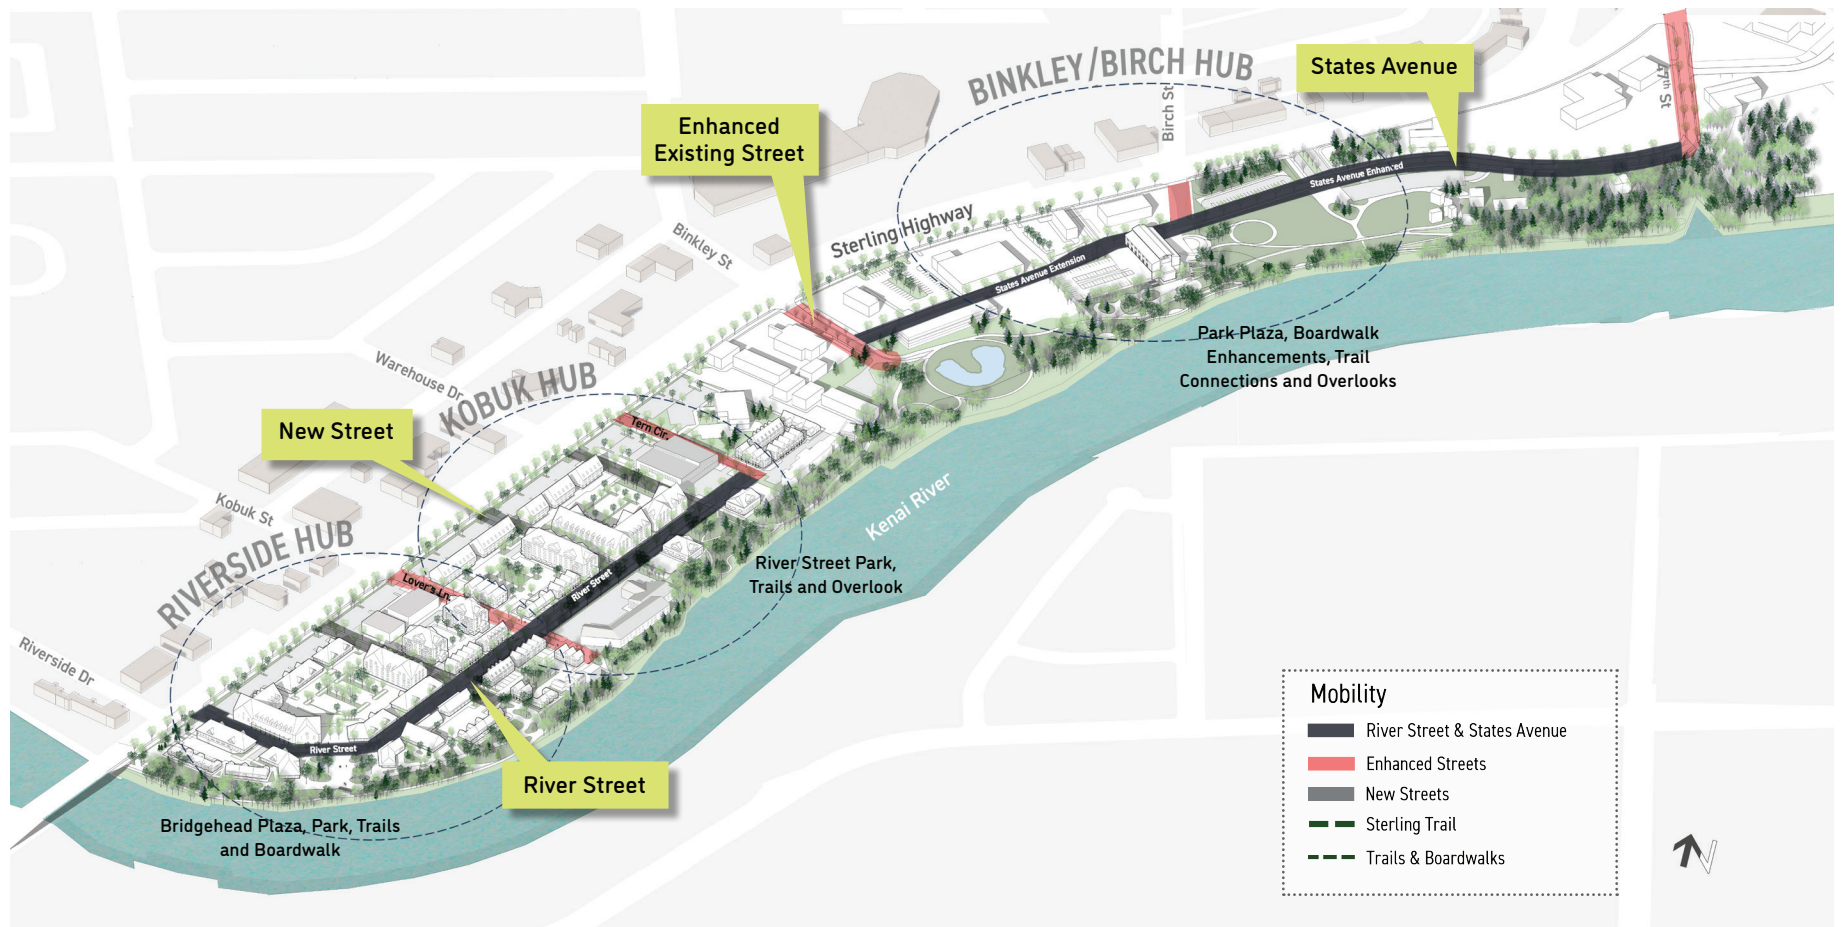 BINKLEY/BIRCH HUB
States Avenue
47th St
Birch St
Enhanced
Existing Street
States Avenue Enhanced
Sterling Highway
Binkley St
States Avenue Extension
Park Plaza, Boardwalk
Enhancements, Trail
Connections and Overlooks
Warehouse Dr
KOBUK HUB
New Street
Tern Cir.
Kenai River
Kobuk St
RIVERSIDE HUB
River Street Park,
Trails and Overlook
Lover's Ln.
River Street
Riverside Dr
River Street
River Street
Bridgehead Plaza, Park, Trails
and Boardwalk
Mobility
River Street & States Avenue
Enhanced Streets
New Streets
Sterling Trail
Trails & Boardwalks
N